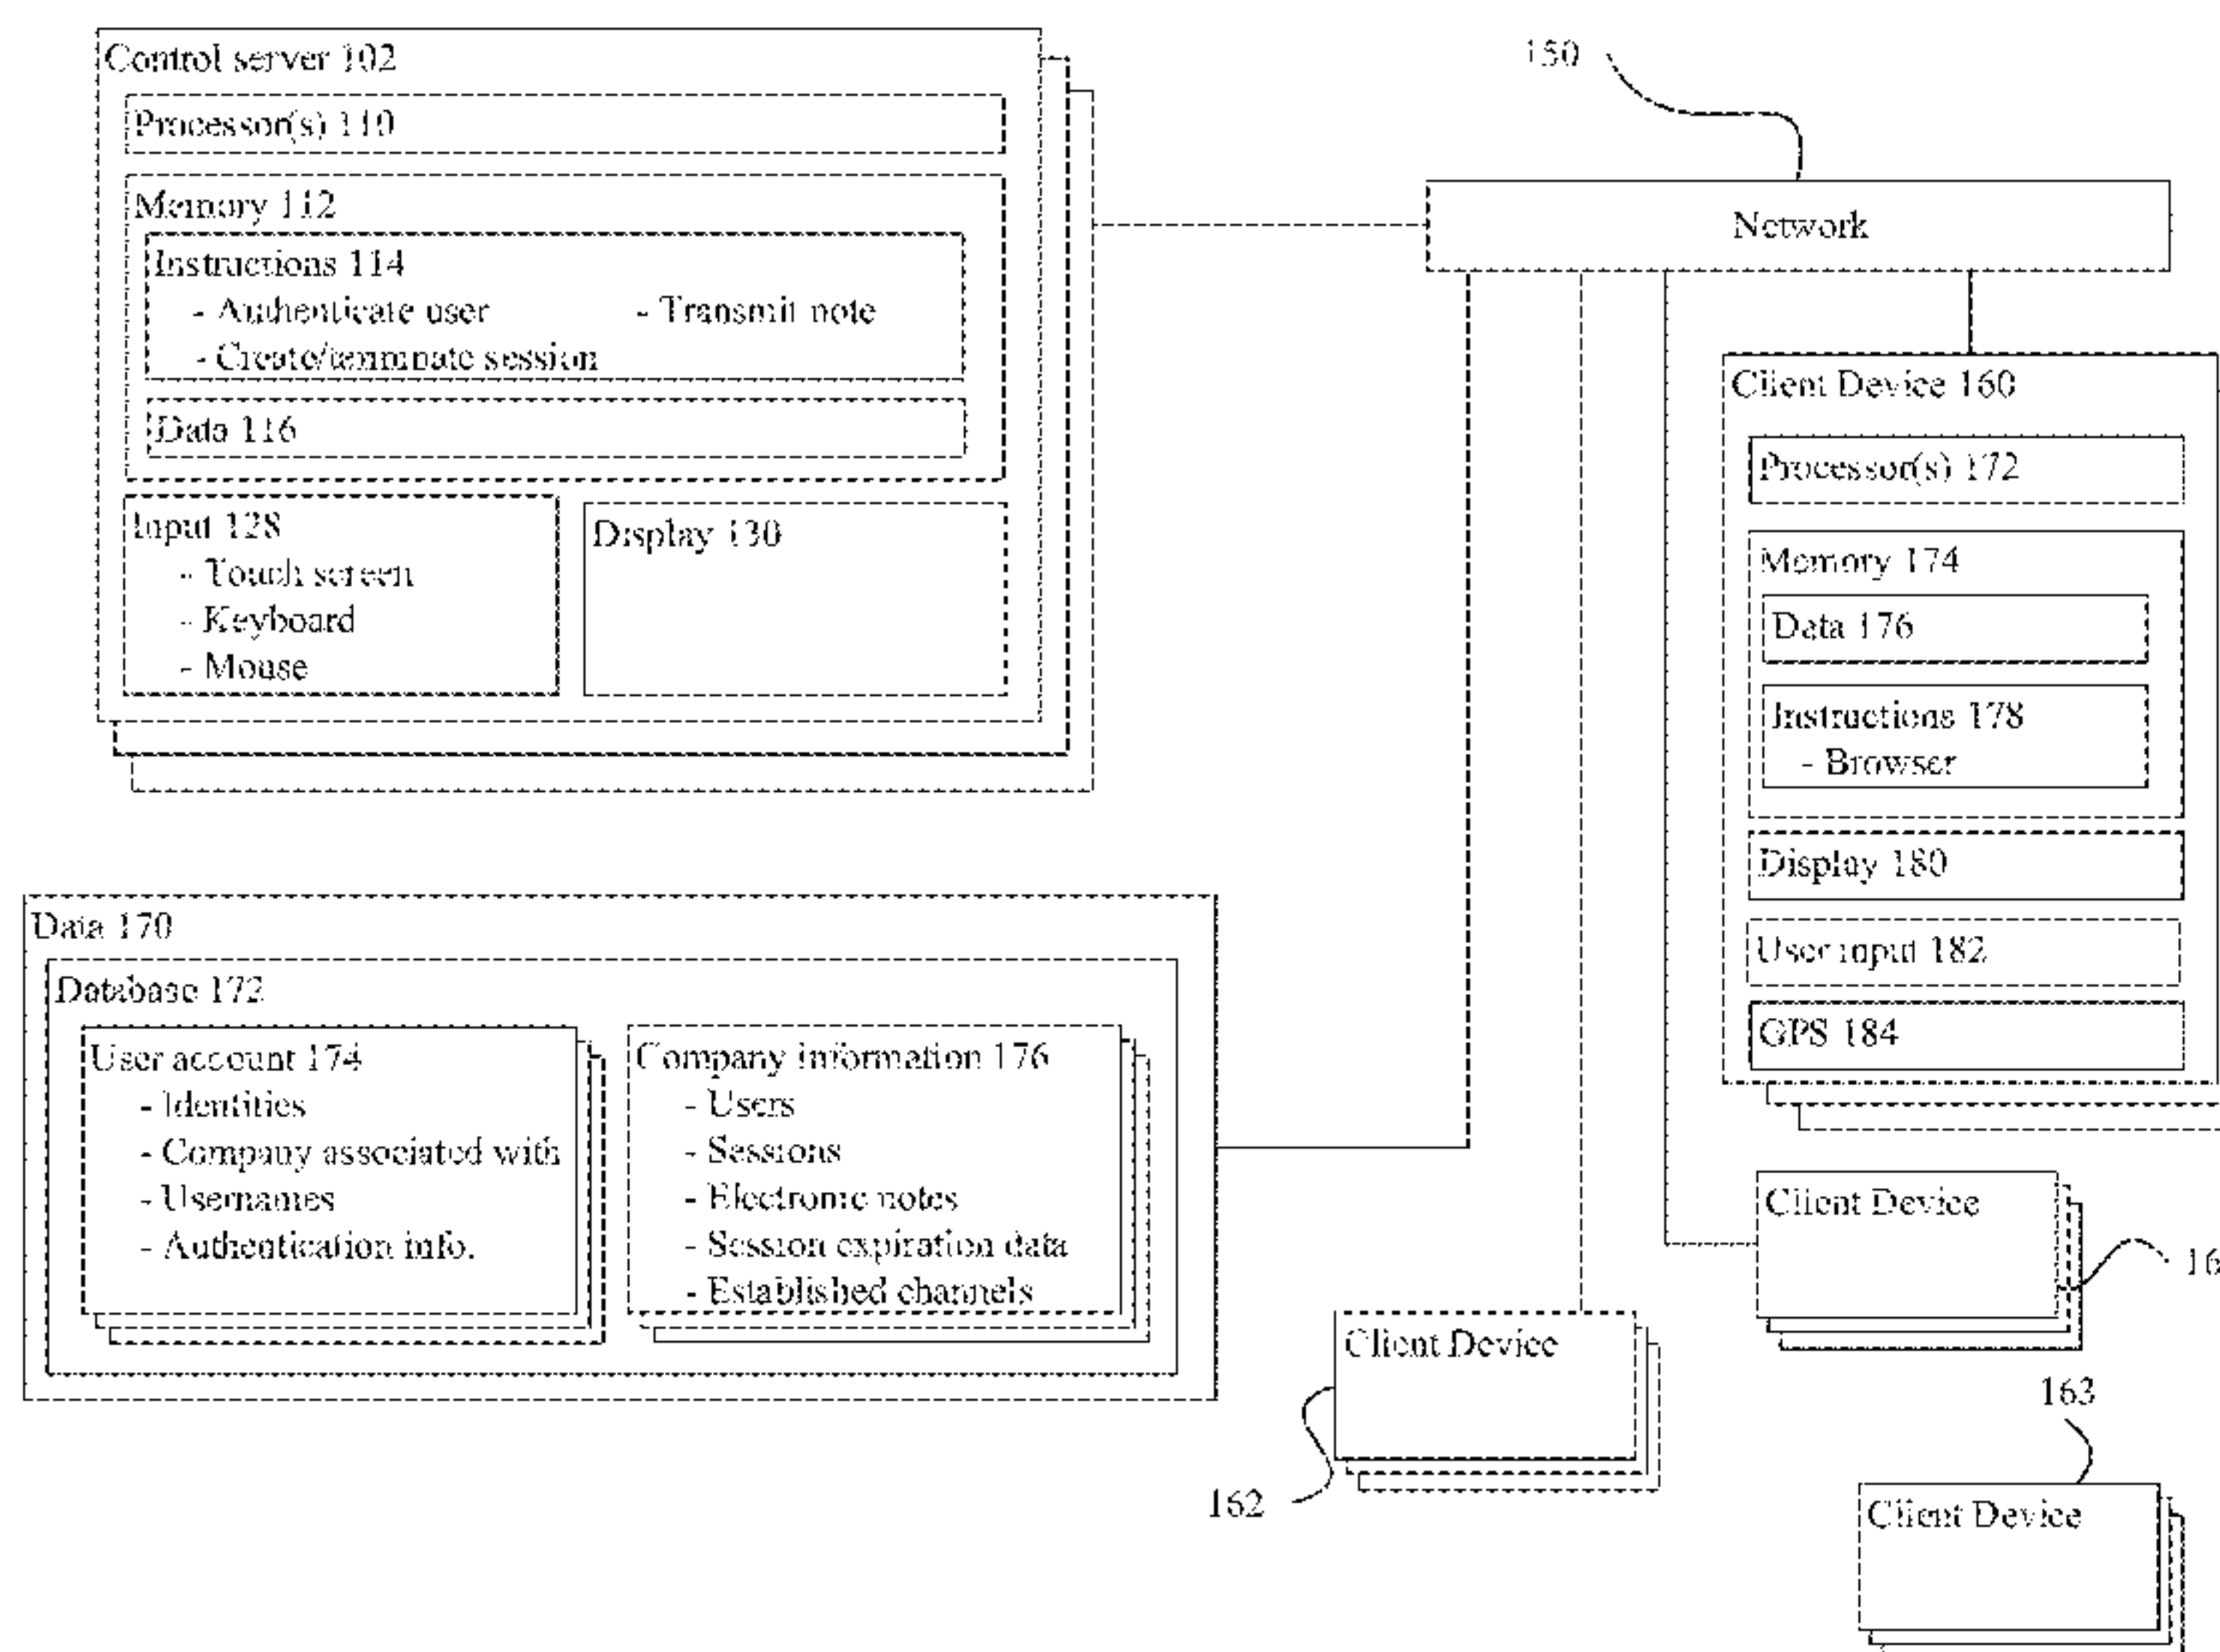 Control server 102
Processor(s) 110
Memory 112
Instructions 114
- Authenticate user - Transmit note
- Create/terminate session
Data 116
Input 128
- Touch screen
- Keyboard
- Mouse
Display 130
150
Network
Client Device 160
Processor(s) 172
Memory 174
Data 176
Instructions 178
- Browser
Display 180
User input 182
GPS 184
Data 170
Database 172
User account 174
- Identities
- Company associated with
- Usernames
- Authentication info.
Company information 176
- Users
- Sessions
- Electronic notes
- Session expiration data
- Established channels
Client Device
162
Client Device
163
Client Device